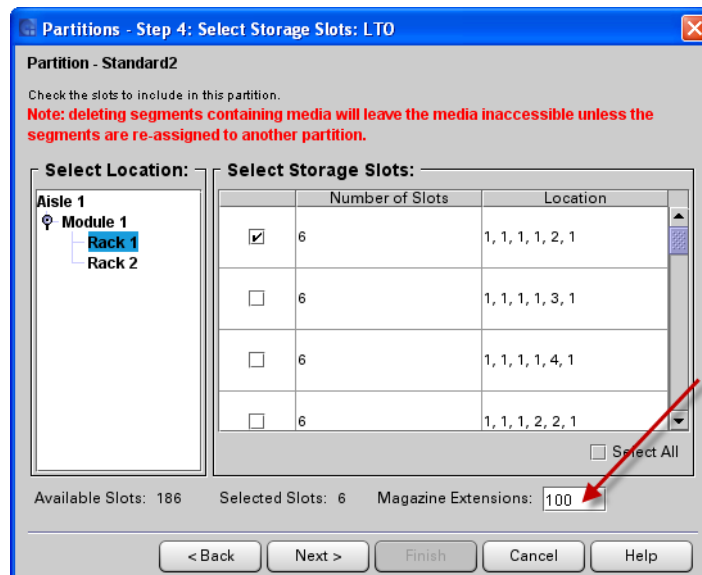 Partitions - Step 4: Select Storage Slots: LTO
Partition - Standard2
Check the slots to include in this partition.
Note: deleting segments containing media will leave the media inaccessible unless the
segments are re-assigned to another partition.
Select Location:
Select Storage Slots:
Aisle 1
Module 1
Rack 1
Rack 2
Number of Slots Location
6 1, 1, 1, 1, 2, 1
6 1, 1, 1, 1, 3, 1
6 1, 1, 1, 1, 4, 1
6 1, 1, 1, 2, 2, 1
Select All
Available Slots: 186 Selected Slots: 6 Magazine Extensions: 100
< Back Next > Finish Cancel Help